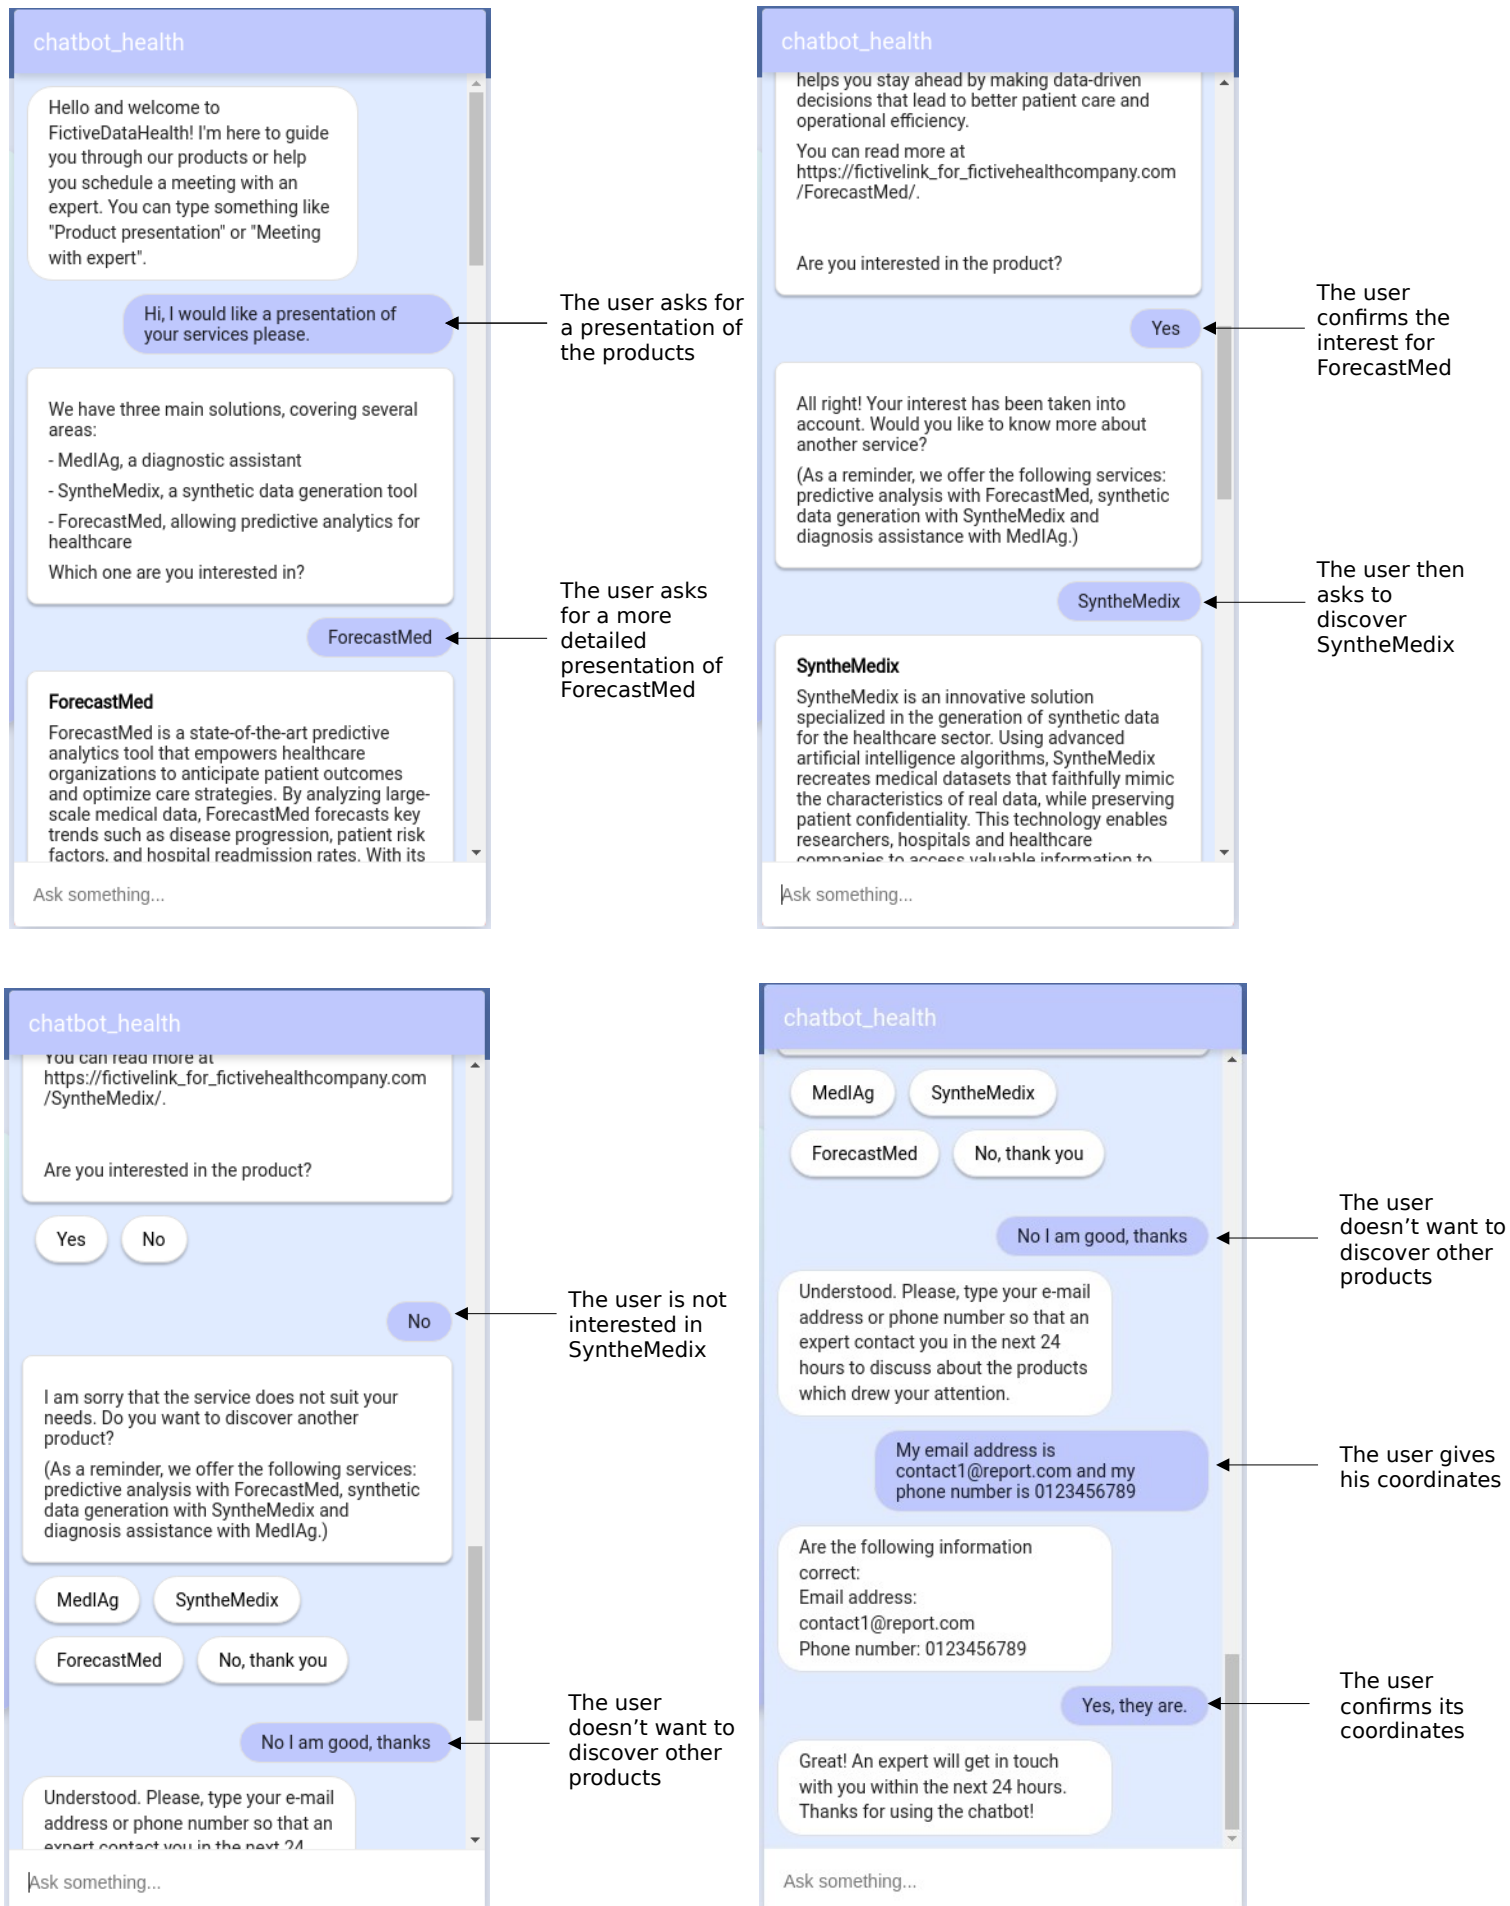 chatbot_health
Hello and welcome to
FictiveDataHealth! I'm here to guide
you through our products or help
you schedule a meeting with an
expert. You can type something like
"Product presentation" or "Meeting
with expert".
Hi, I would like a presentation of
your services please.
The user asks for
a presentation of
the products
We have three main solutions, covering several
areas:
- MedIAg, a diagnostic assistant
- SyntheMedix, a synthetic data generation tool
- ForecastMed, allowing predictive analytics for
healthcare
Which one are you interested in?
ForecastMed
The user asks
for a more
detailed
presentation of
ForecastMed
ForecastMed
ForecastMed is a state-of-the-art predictive
analytics tool that empowers healthcare
organizations to anticipate patient outcomes
and optimize care strategies. By analyzing large-
scale medical data, ForecastMed forecasts key
trends such as disease progression, patient risk
factors, and hospital readmission rates. With its
Ask something...
chatbot_health
helps you stay ahead by making data-driven
decisions that lead to better patient care and
operational efficiency.
You can read more at
https://fictivelink_for_fictivehealthcompany.com
/ForecastMed/.
Are you interested in the product?
Yes
The user
confirms the
interest for
ForecastMed
All right! Your interest has been taken into
account. Would you like to know more about
another service?
(As a reminder, we offer the following services:
predictive analysis with ForecastMed, synthetic
data generation with SyntheMedix and
diagnosis assistance with MedIAg.)
SyntheMedix
The user then
asks to
discover
SyntheMedix
SyntheMedix
SyntheMedix is an innovative solution
specialized in the generation of synthetic data
for the healthcare sector. Using advanced
artificial intelligence algorithms, SyntheMedix
recreates medical datasets that faithfully mimic
the characteristics of real data, while preserving
patient confidentiality. This technology enables
researchers, hospitals and healthcare
companies to access valuable information to
Ask something...
chatbot_health
You can read more at
https://fictivelink_for_fictivehealthcompany.com
/SyntheMedix/.
Are you interested in the product?
Yes No
No
The user is not
interested in
SyntheMedix
I am sorry that the service does not suit your
needs. Do you want to discover another
product?
(As a reminder, we offer the following services:
predictive analysis with ForecastMed, synthetic
data generation with SyntheMedix and
diagnosis assistance with MedIAg.)
MedIAg SyntheMedix
ForecastMed No, thank you
No I am good, thanks
The user
doesn't want to
discover other
products
Understood. Please, type your e-mail
address or phone number so that an
expert contact you in the next 24
Ask something...
chatbot_health
MedIAg SyntheMedix
ForecastMed No, thank you
No I am good, thanks
The user
doesn't want to
discover other
products
Understood. Please, type your e-mail
address or phone number so that an
expert contact you in the next 24
hours to discuss about the products
which drew your attention.
My email address is
contact1@report.com and my
phone number is 0123456789
The user gives
his coordinates
Are the following information
correct:
Email address:
contact1@report.com
Phone number: 0123456789
Yes, they are.
The user
confirms its
coordinates
Great! An expert will get in touch
with you within the next 24 hours.
Thanks for using the chatbot!
Ask something...